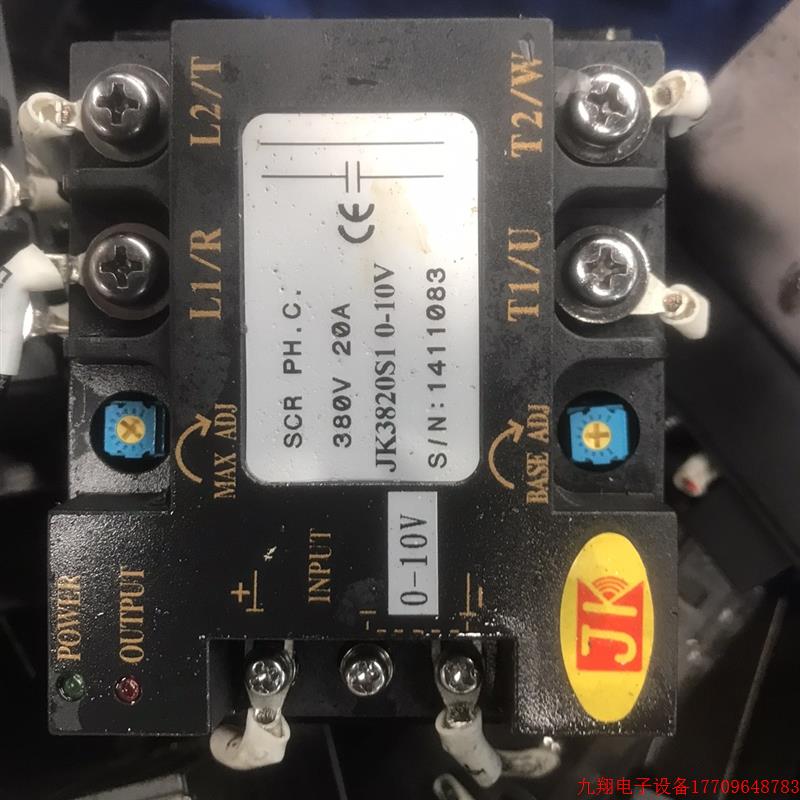 L2/T
T2/W
L1/R
T1/U
CE
SCR PH.C.
380V 20A
JK3820S1 0-10V
S/N:1411083
MAX ADJ
BASE ADJ
INPUT
0-10V
+
-
POWER
OUTPUT
JK
九翔电子设备17709648783